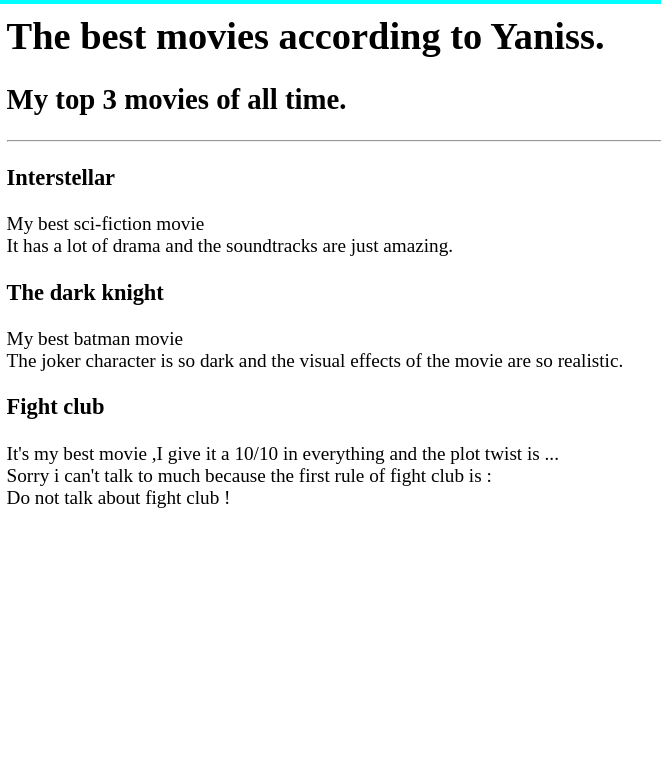 The best movies according to Yaniss.
My top 3 movies of all time.
Interstellar
My best sci-fiction movie
It has a lot of drama and the soundtracks are just amazing.
The dark knight
My best batman movie
The joker character is so dark and the visual effects of the movie are so realistic.
Fight club
It's my best movie ,I give it a 10/10 in everything and the plot twist is ...
Sorry i can't talk to much because the first rule of fight club is :
Do not talk about fight club !